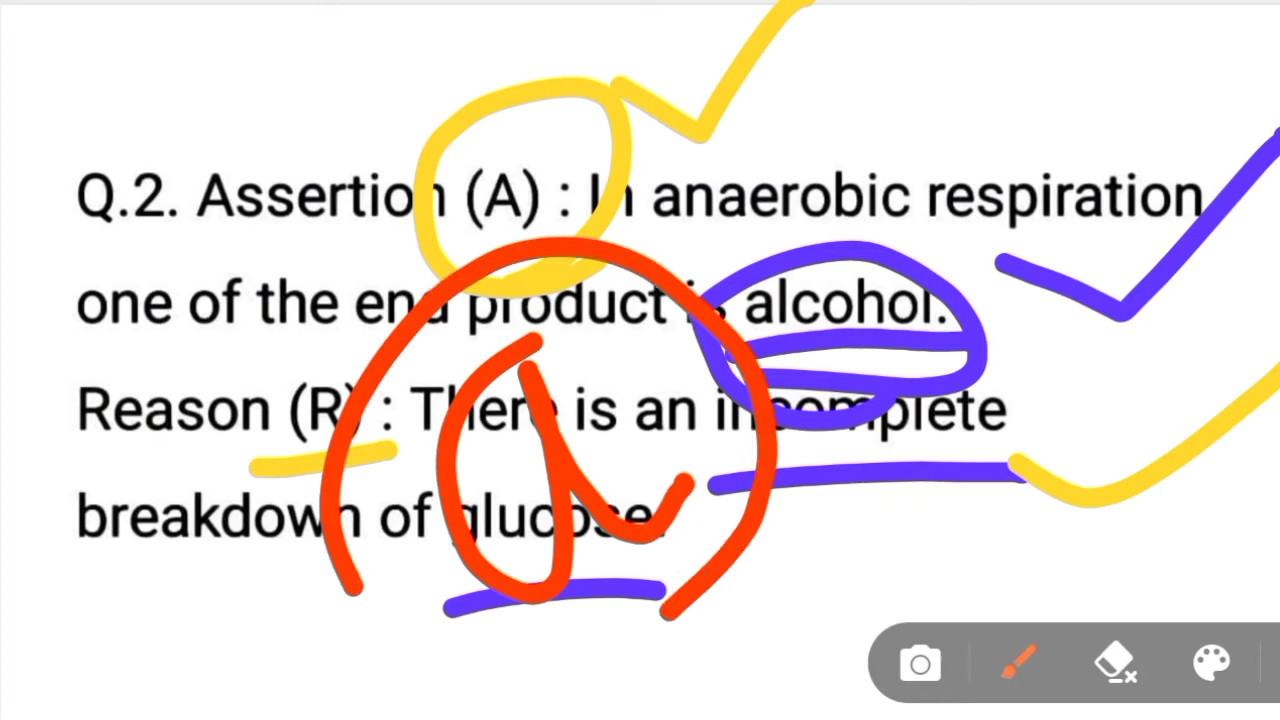 Q.2. Assertion (A) : In anaerobic respiration
one of the end product is alcohol.
Reason (R) : There is an incomplete
breakdown of glucose.
(a)